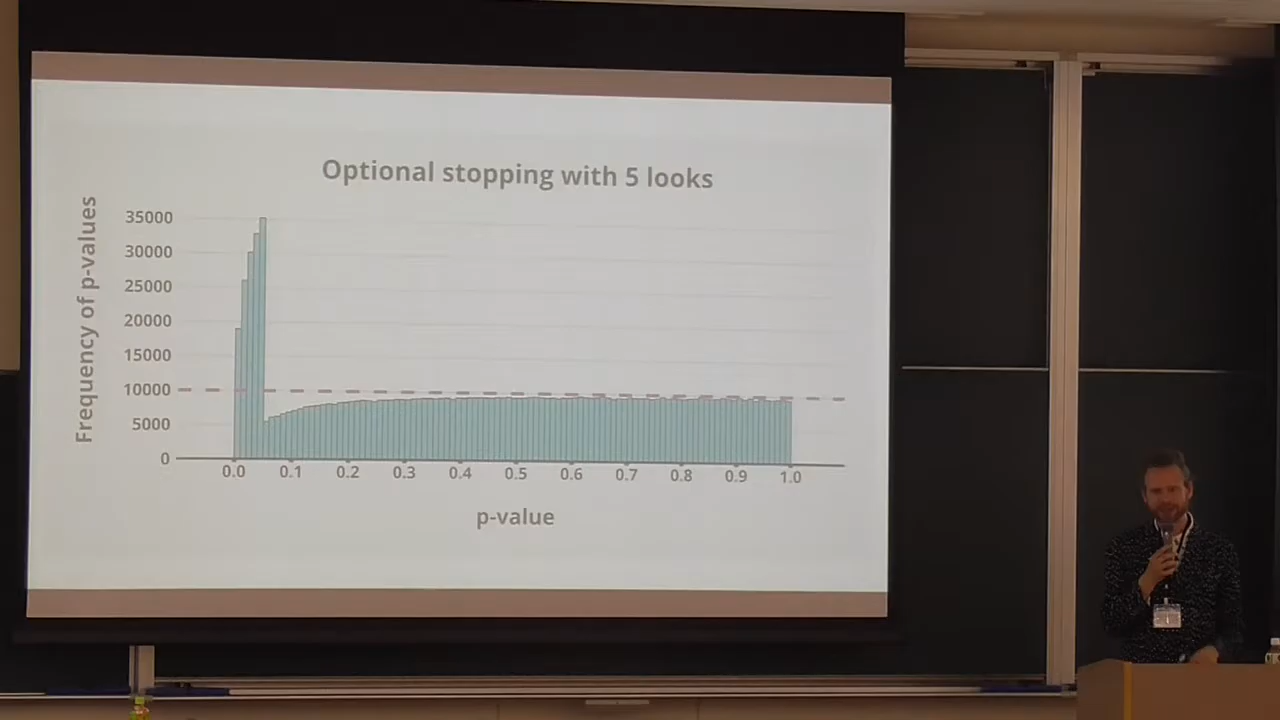 Optional stopping with 5 looks
Frequency of p-values
35000
30000
25000
20000
15000
10000
5000
0
0.0 0.1 0.2 0.3 0.4 0.5 0.6 0.7 0.8 0.9 1.0
p-value